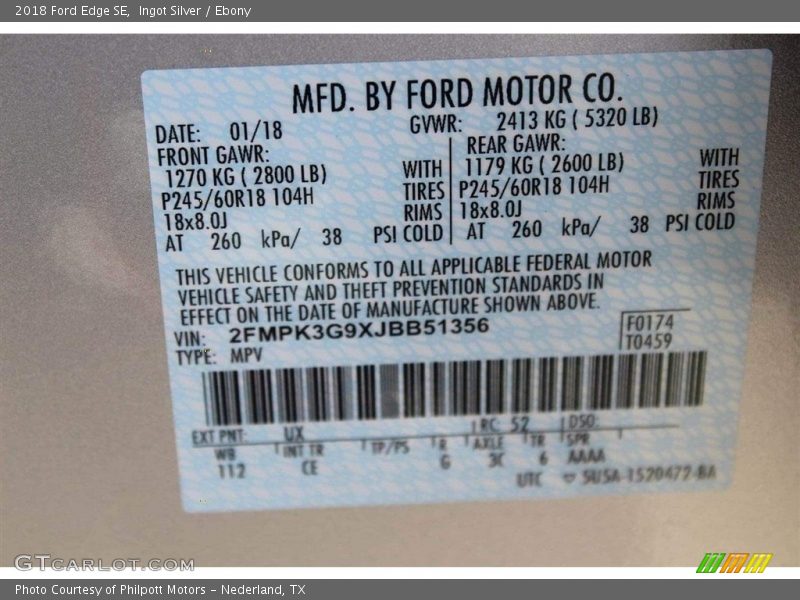 2018 Ford Edge SE, Ingot Silver / Ebony
MFD. BY FORD MOTOR CO.
DATE: 01/18 GVWR: 2413 KG ( 5320 LB)
FRONT GAWR: REAR GAWR:
1270 KG ( 2800 LB) WITH 1179 KG ( 2600 LB) WITH
P245/60R18 104H TIRES P245/60R18 104H TIRES
18x8.0J RIMS 18x8.0J RIMS
AT 260 kPa/ 38 PSI COLD AT 260 kPa/ 38 PSI COLD
THIS VEHICLE CONFORMS TO ALL APPLICABLE FEDERAL MOTOR
VEHICLE SAFETY AND THEFT PREVENTION STANDARDS IN
EFFECT ON THE DATE OF MANUFACTURE SHOWN ABOVE.
VIN: 2FMPK3G9XJBB51356 F0174
TYPE: MPV T0459
EXT PNT: UX RC 52 DSO:
WB INT TR TP/PS R AXLE TR SPR
112 CE G 3C 6 AAAA
UTC 5USA-1520472-BA
GTCARLOT.COM
Photo Courtesy of Philpott Motors - Nederland, TX